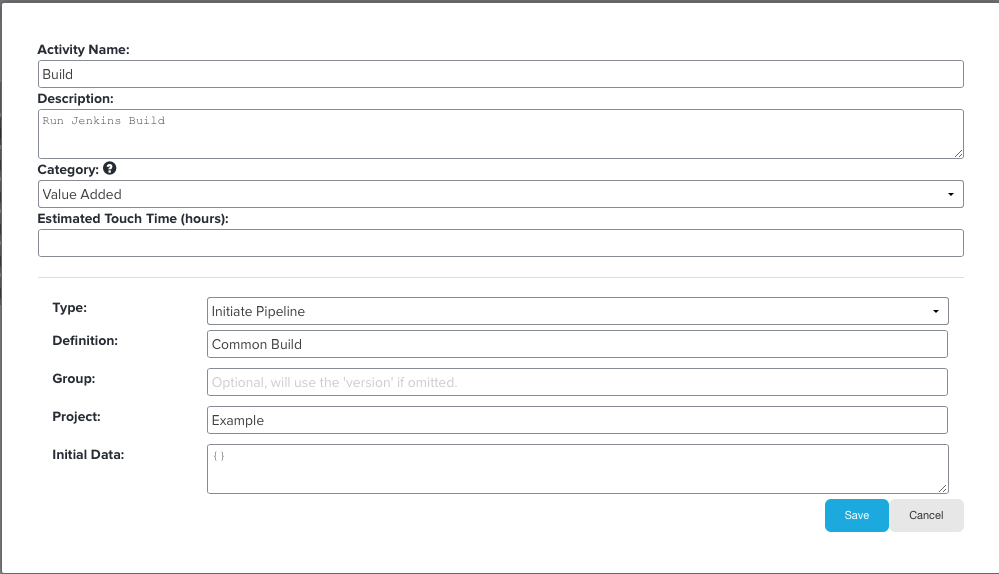 Activity Name:
Build
Description:
Run Jenkins Build
Category: ?
Value Added
Estimated Touch Time (hours):
Type:
Initiate Pipeline
Definition:
Common Build
Group:
Optional, will use the 'version' if omitted.
Project:
Example
Initial Data:
{}
Save
Cancel